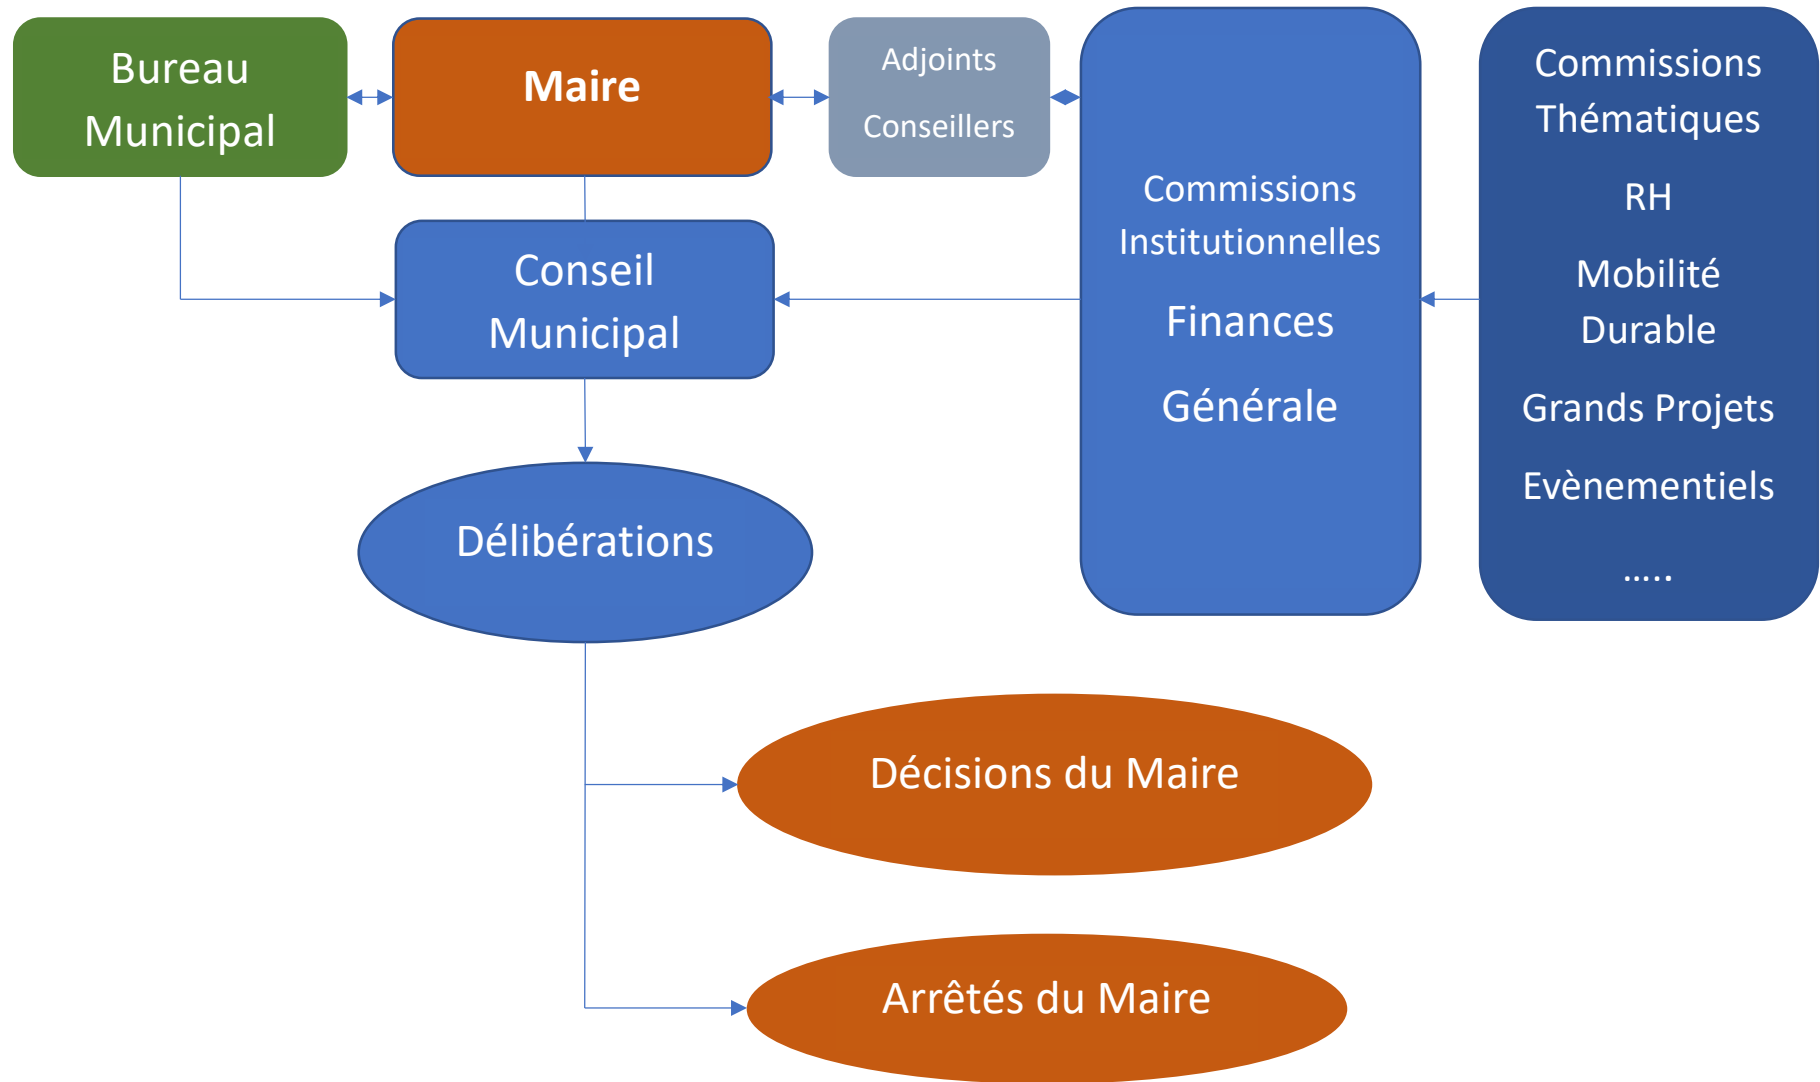 Bureau
Municipal
Maire
Adjoints
Conseillers
Commissions
Institutionnelles
Finances
Générale
Commissions
Thématiques
RH
Mobilité
Durable
Grands Projets
Evènementiels
.....
Conseil
Municipal
Délibérations
Décisions du Maire
Arrêtés du Maire